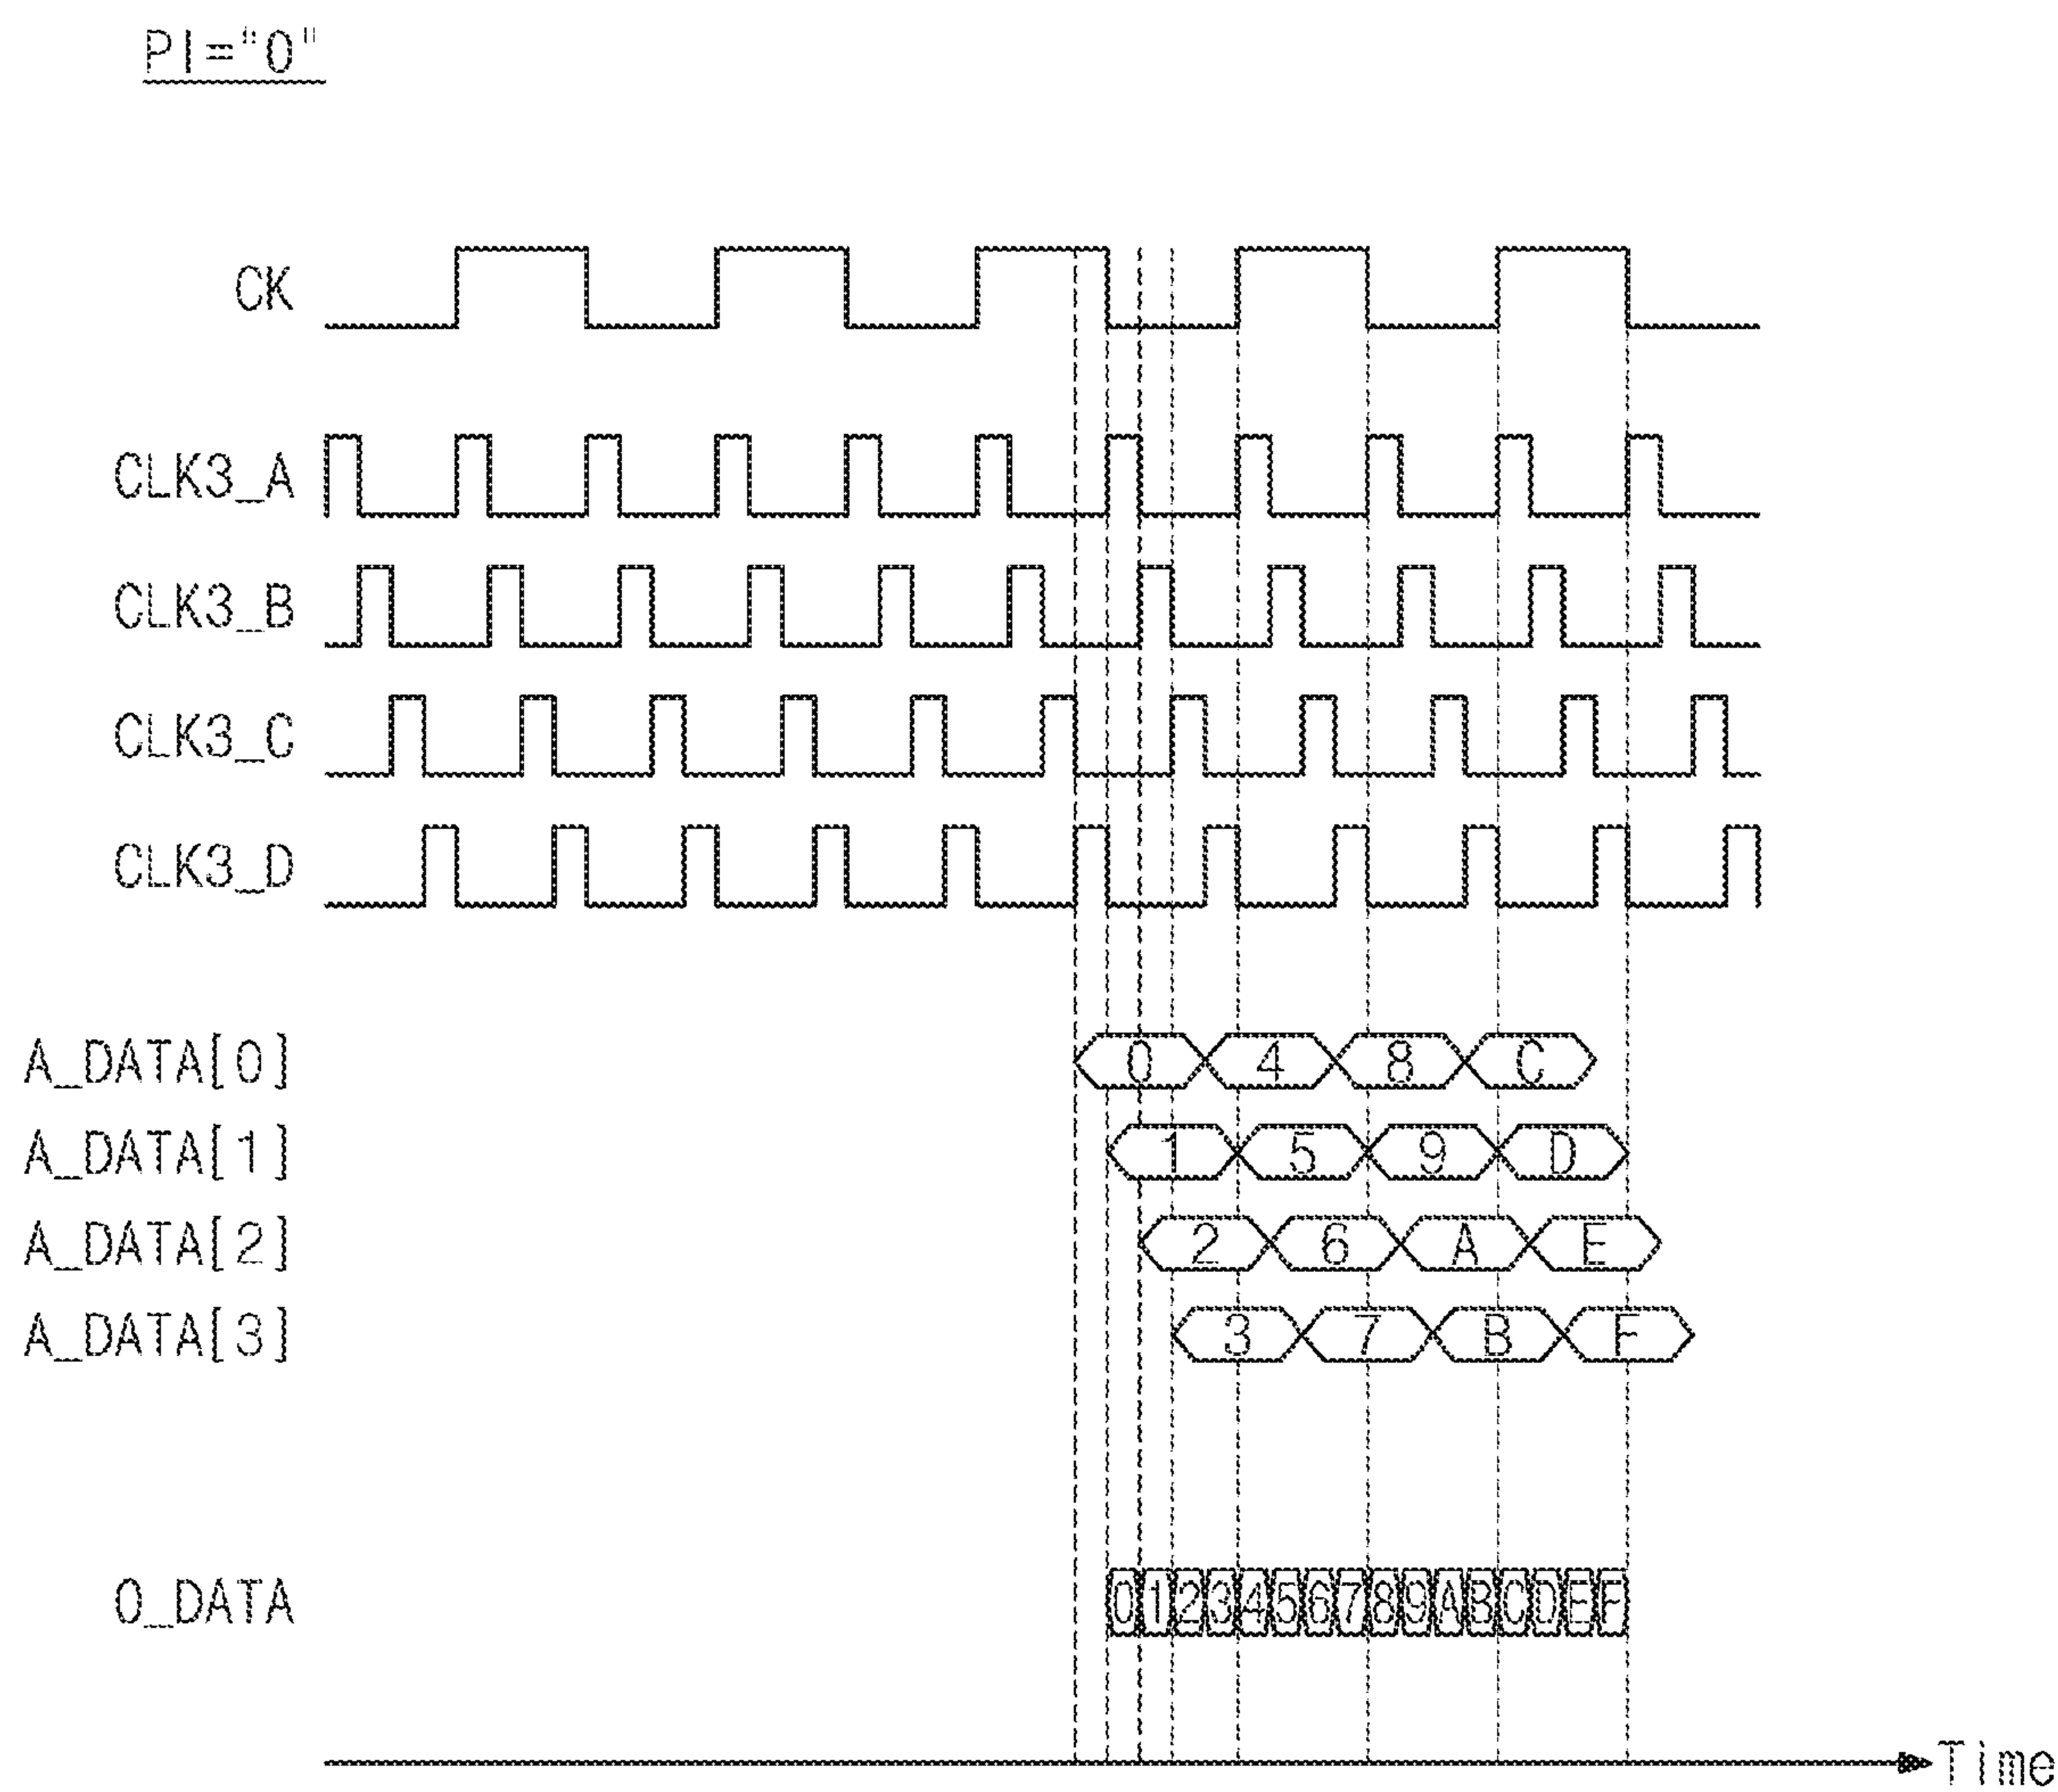 PI="0"
CK
CLK3_A
CLK3_B
CLK3_C
CLK3_D
A_DATA[0] 0 4 8 C
A_DATA[1] 1 5 9 D
A_DATA[2] 2 6 A E
A_DATA[3] 3 7 B F
O_DATA 0 1 2 3 4 5 6 7 8 9 A B C D E F
Time